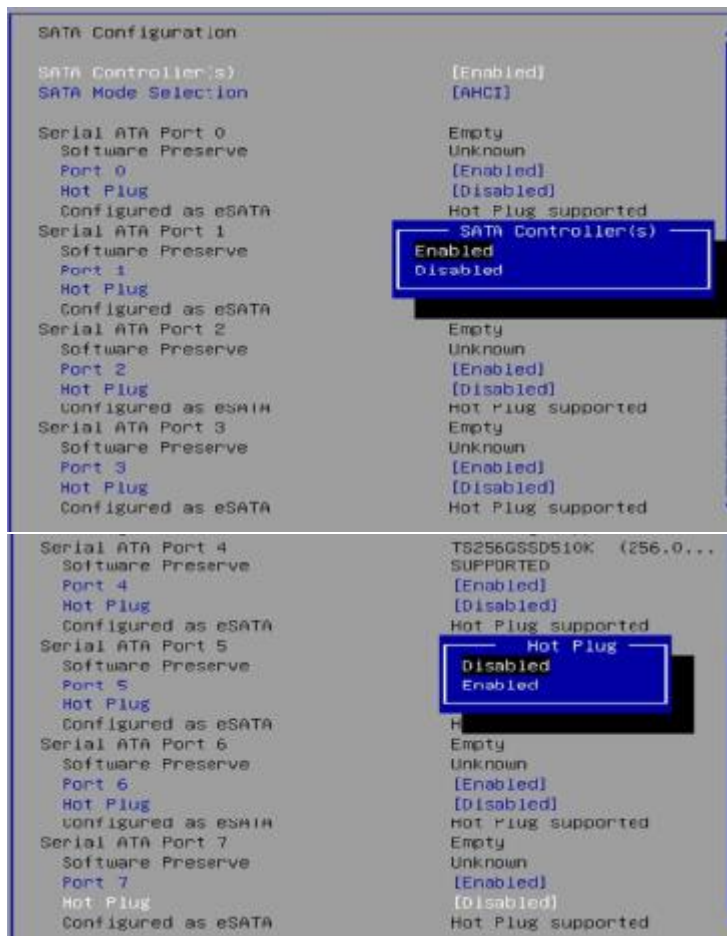 SATA Configuration
SATA Controller(s) [Enabled]
SATA Mode Selection [AHCI]
Serial ATA Port 0 Empty
Software Preserve Unknown
Port 0 [Enabled]
Hot Plug [Disabled]
Configured as eSATA Hot Plug supported
Serial ATA Port 1
SATA Controller(s)
Software Preserve
Enabled
Port 1
Disabled
Hot Plug
Configured as eSATA
Serial ATA Port 2 Empty
Software Preserve Unknown
Port 2 [Enabled]
Hot Plug [Disabled]
Configured as eSATA Hot Plug supported
Serial ATA Port 3 Empty
Software Preserve Unknown
Port 3 [Enabled]
Hot Plug [Disabled]
Configured as eSATA Hot Plug supported
Serial ATA Port 4 TS256GSSD510K (256.0...
Software Preserve SUPPORTED
Port 4 [Enabled]
Hot Plug [Disabled]
Configured as eSATA Hot Plug supported
Serial ATA Port 5
Hot Plug
Software Preserve
Disabled
Port 5
Enabled
Hot Plug
Configured as eSATA H
Serial ATA Port 6 Empty
Software Preserve Unknown
Port 6 [Enabled]
Hot Plug [Disabled]
Configured as eSATA Hot Plug supported
Serial ATA Port 7 Empty
Software Preserve Unknown
Port 7 [Enabled]
Hot Plug [Disabled]
Configured as eSATA Hot Plug supported